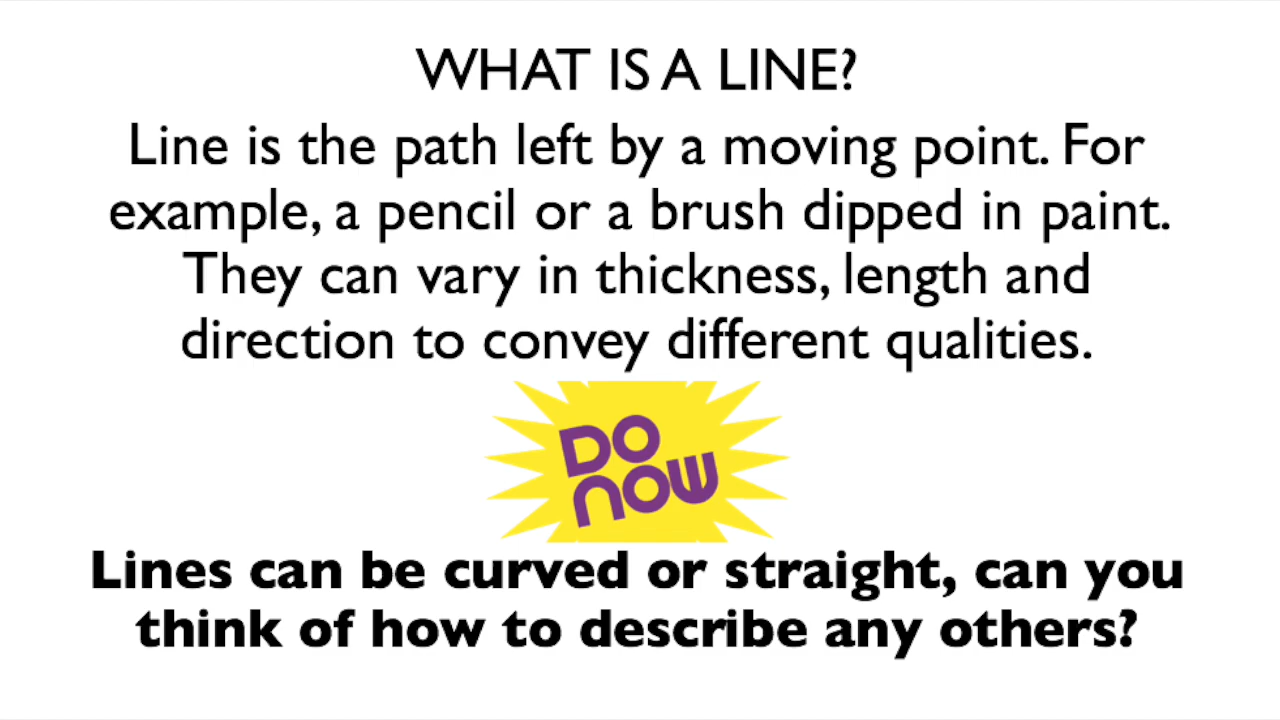 WHAT IS A LINE?
Line is the path left by a moving point. For
example, a pencil or a brush dipped in paint.
They can vary in thickness, length and
direction to convey different qualities.
DO
NOW
Lines can be curved or straight, can you
think of how to describe any others?